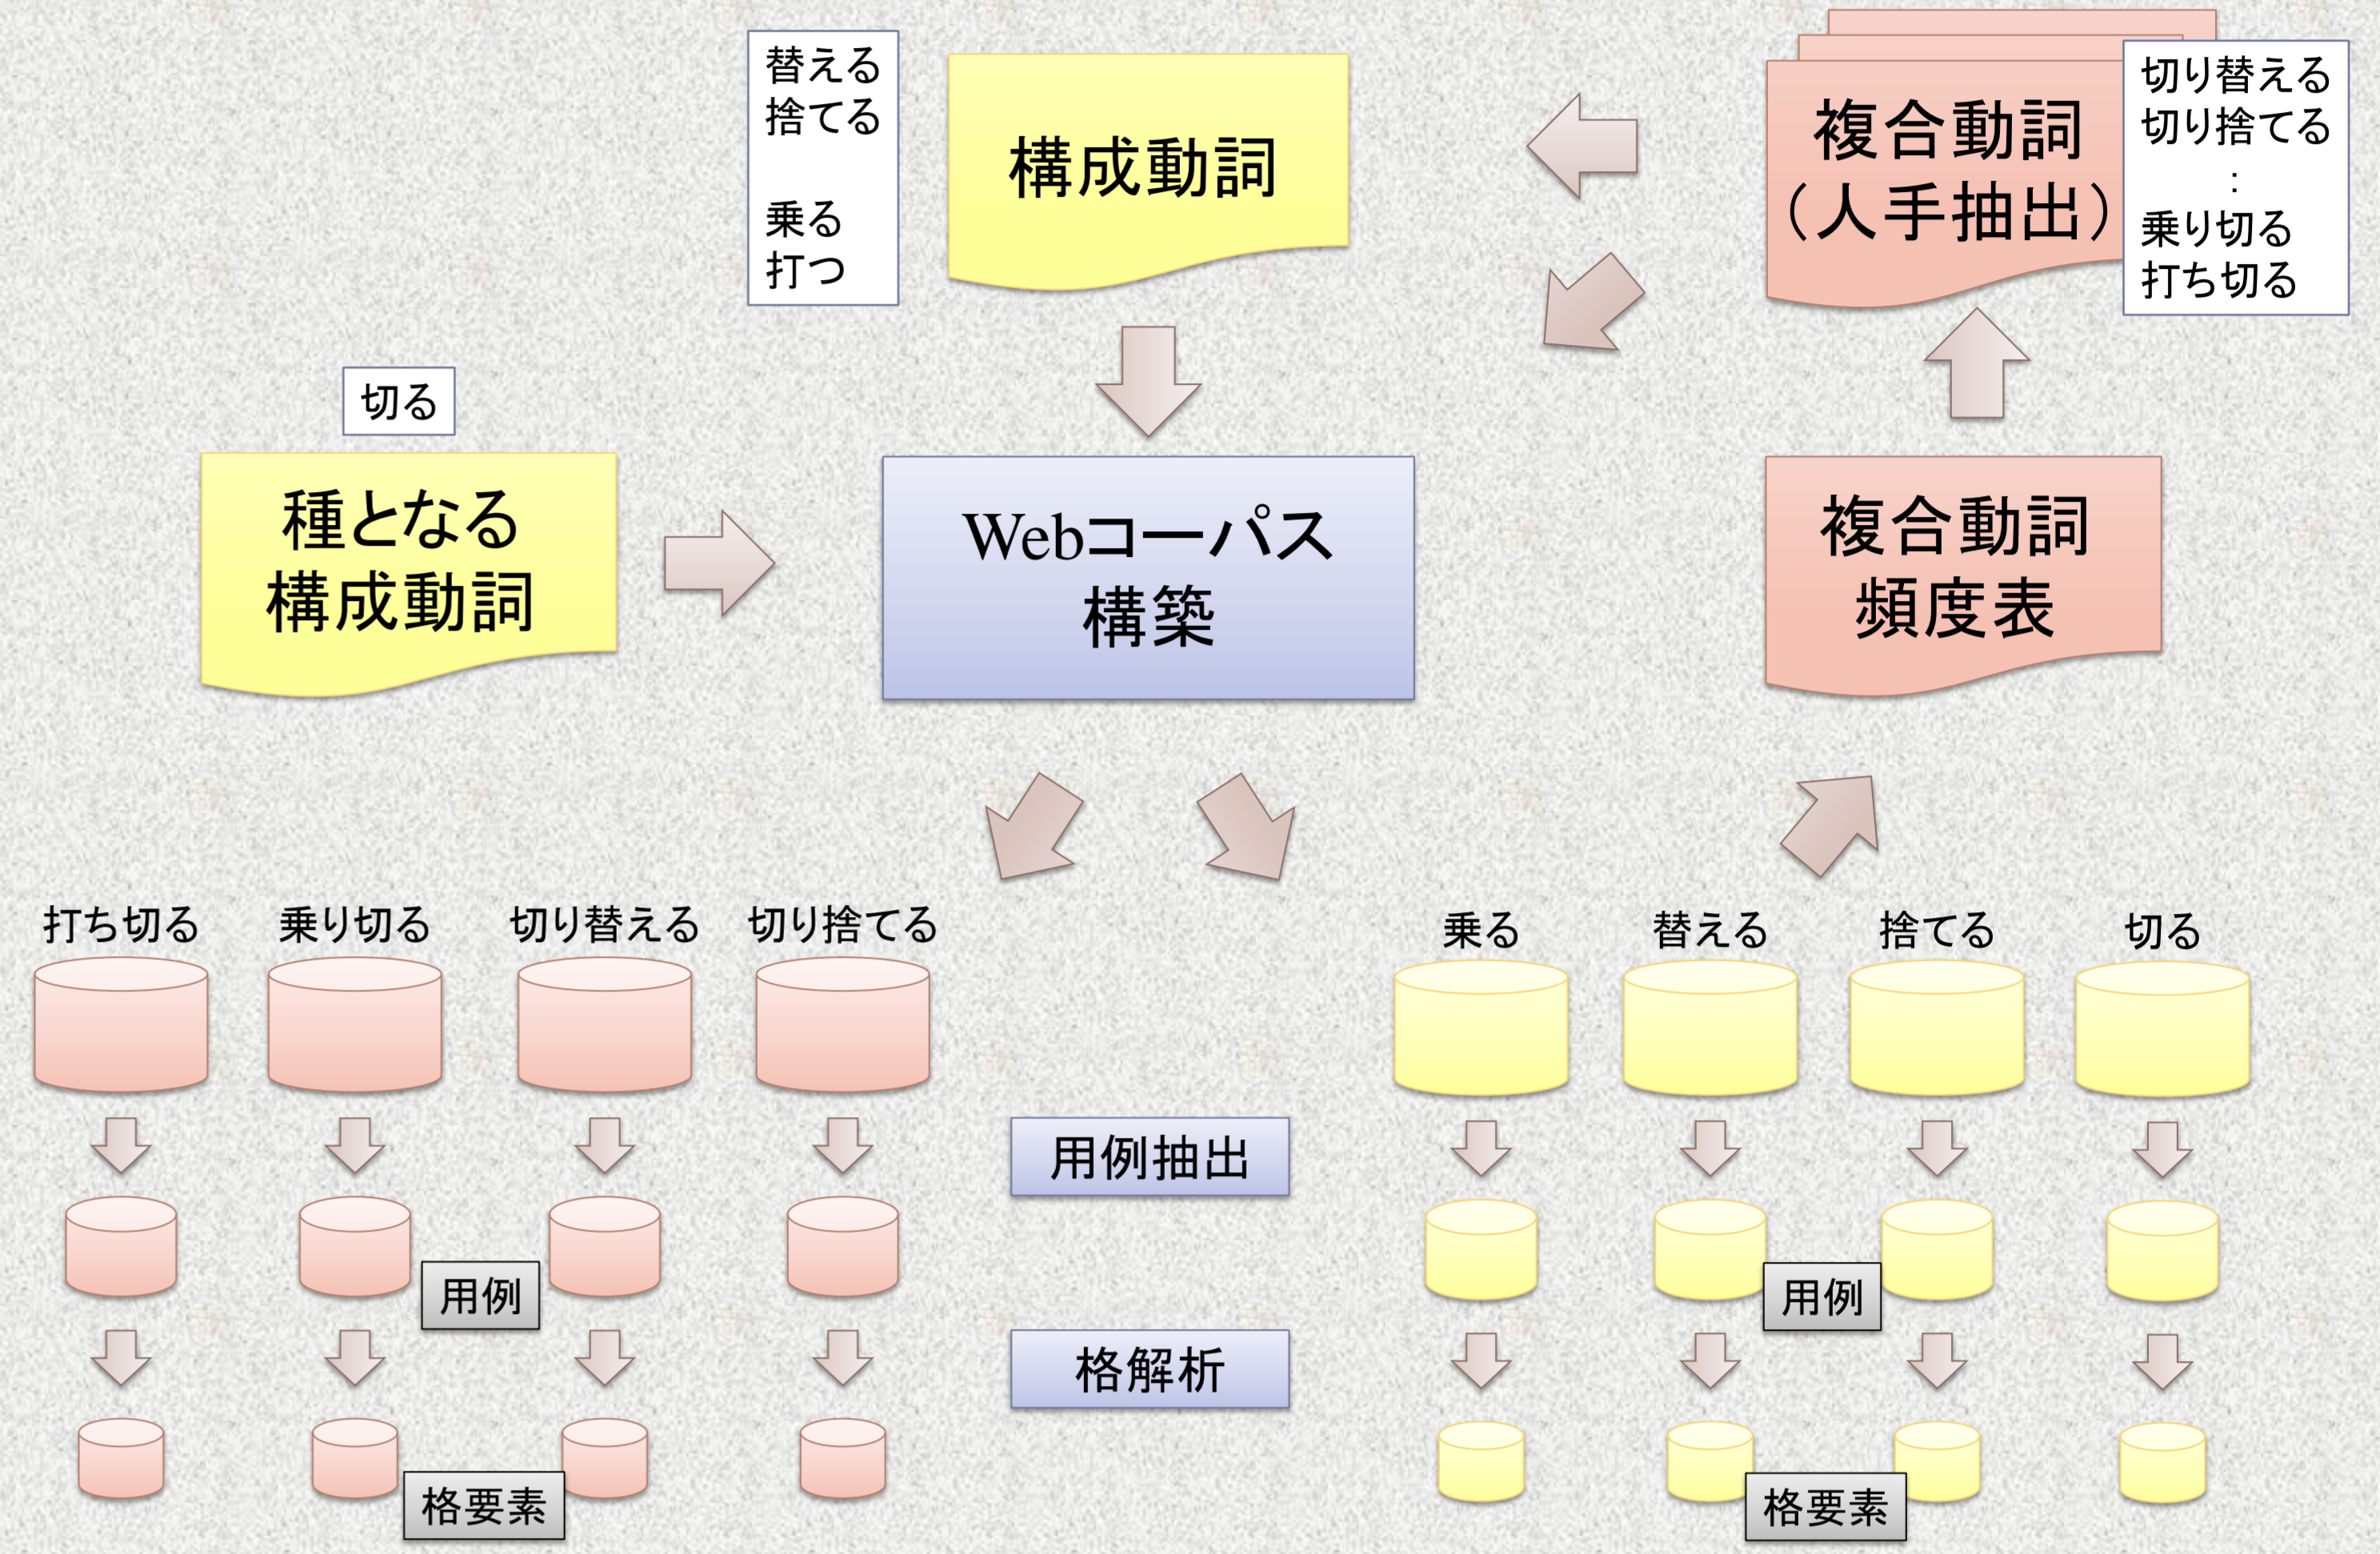 替える
捨てる
乗る
打つ
構成動詞
複合動詞
（人手抽出）
切り替える
切り捨てる
:
乗り切る
打ち切る
切る
種となる
構成動詞
Webコーパス
構築
複合動詞
頻度表
打ち切る
乗り切る
切り替える
切り捨てる
乗る
替える
捨てる
切る
用例抽出
用例
用例
格解析
格要素
格要素